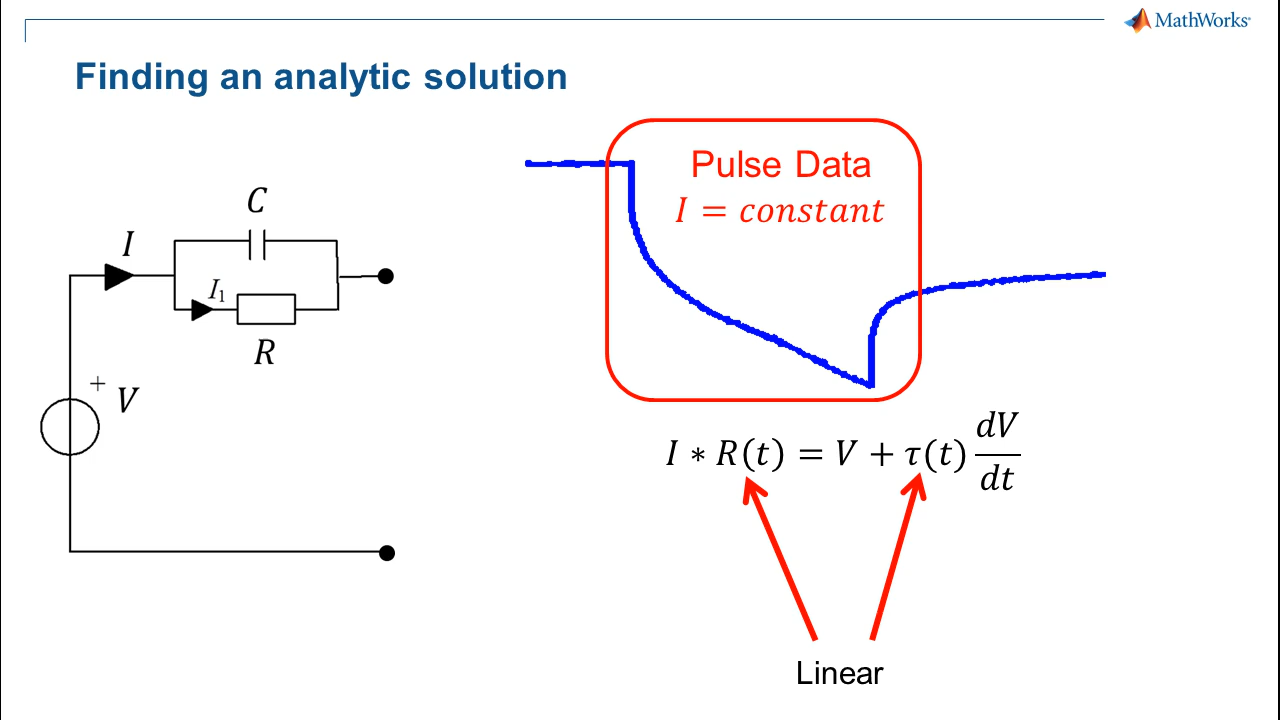 MathWorks®
Finding an analytic solution
Pulse Data
I = constant
C
I
I₁
R
+
V
I ∗ R(t) = V + τ(t) dV/dt
Linear